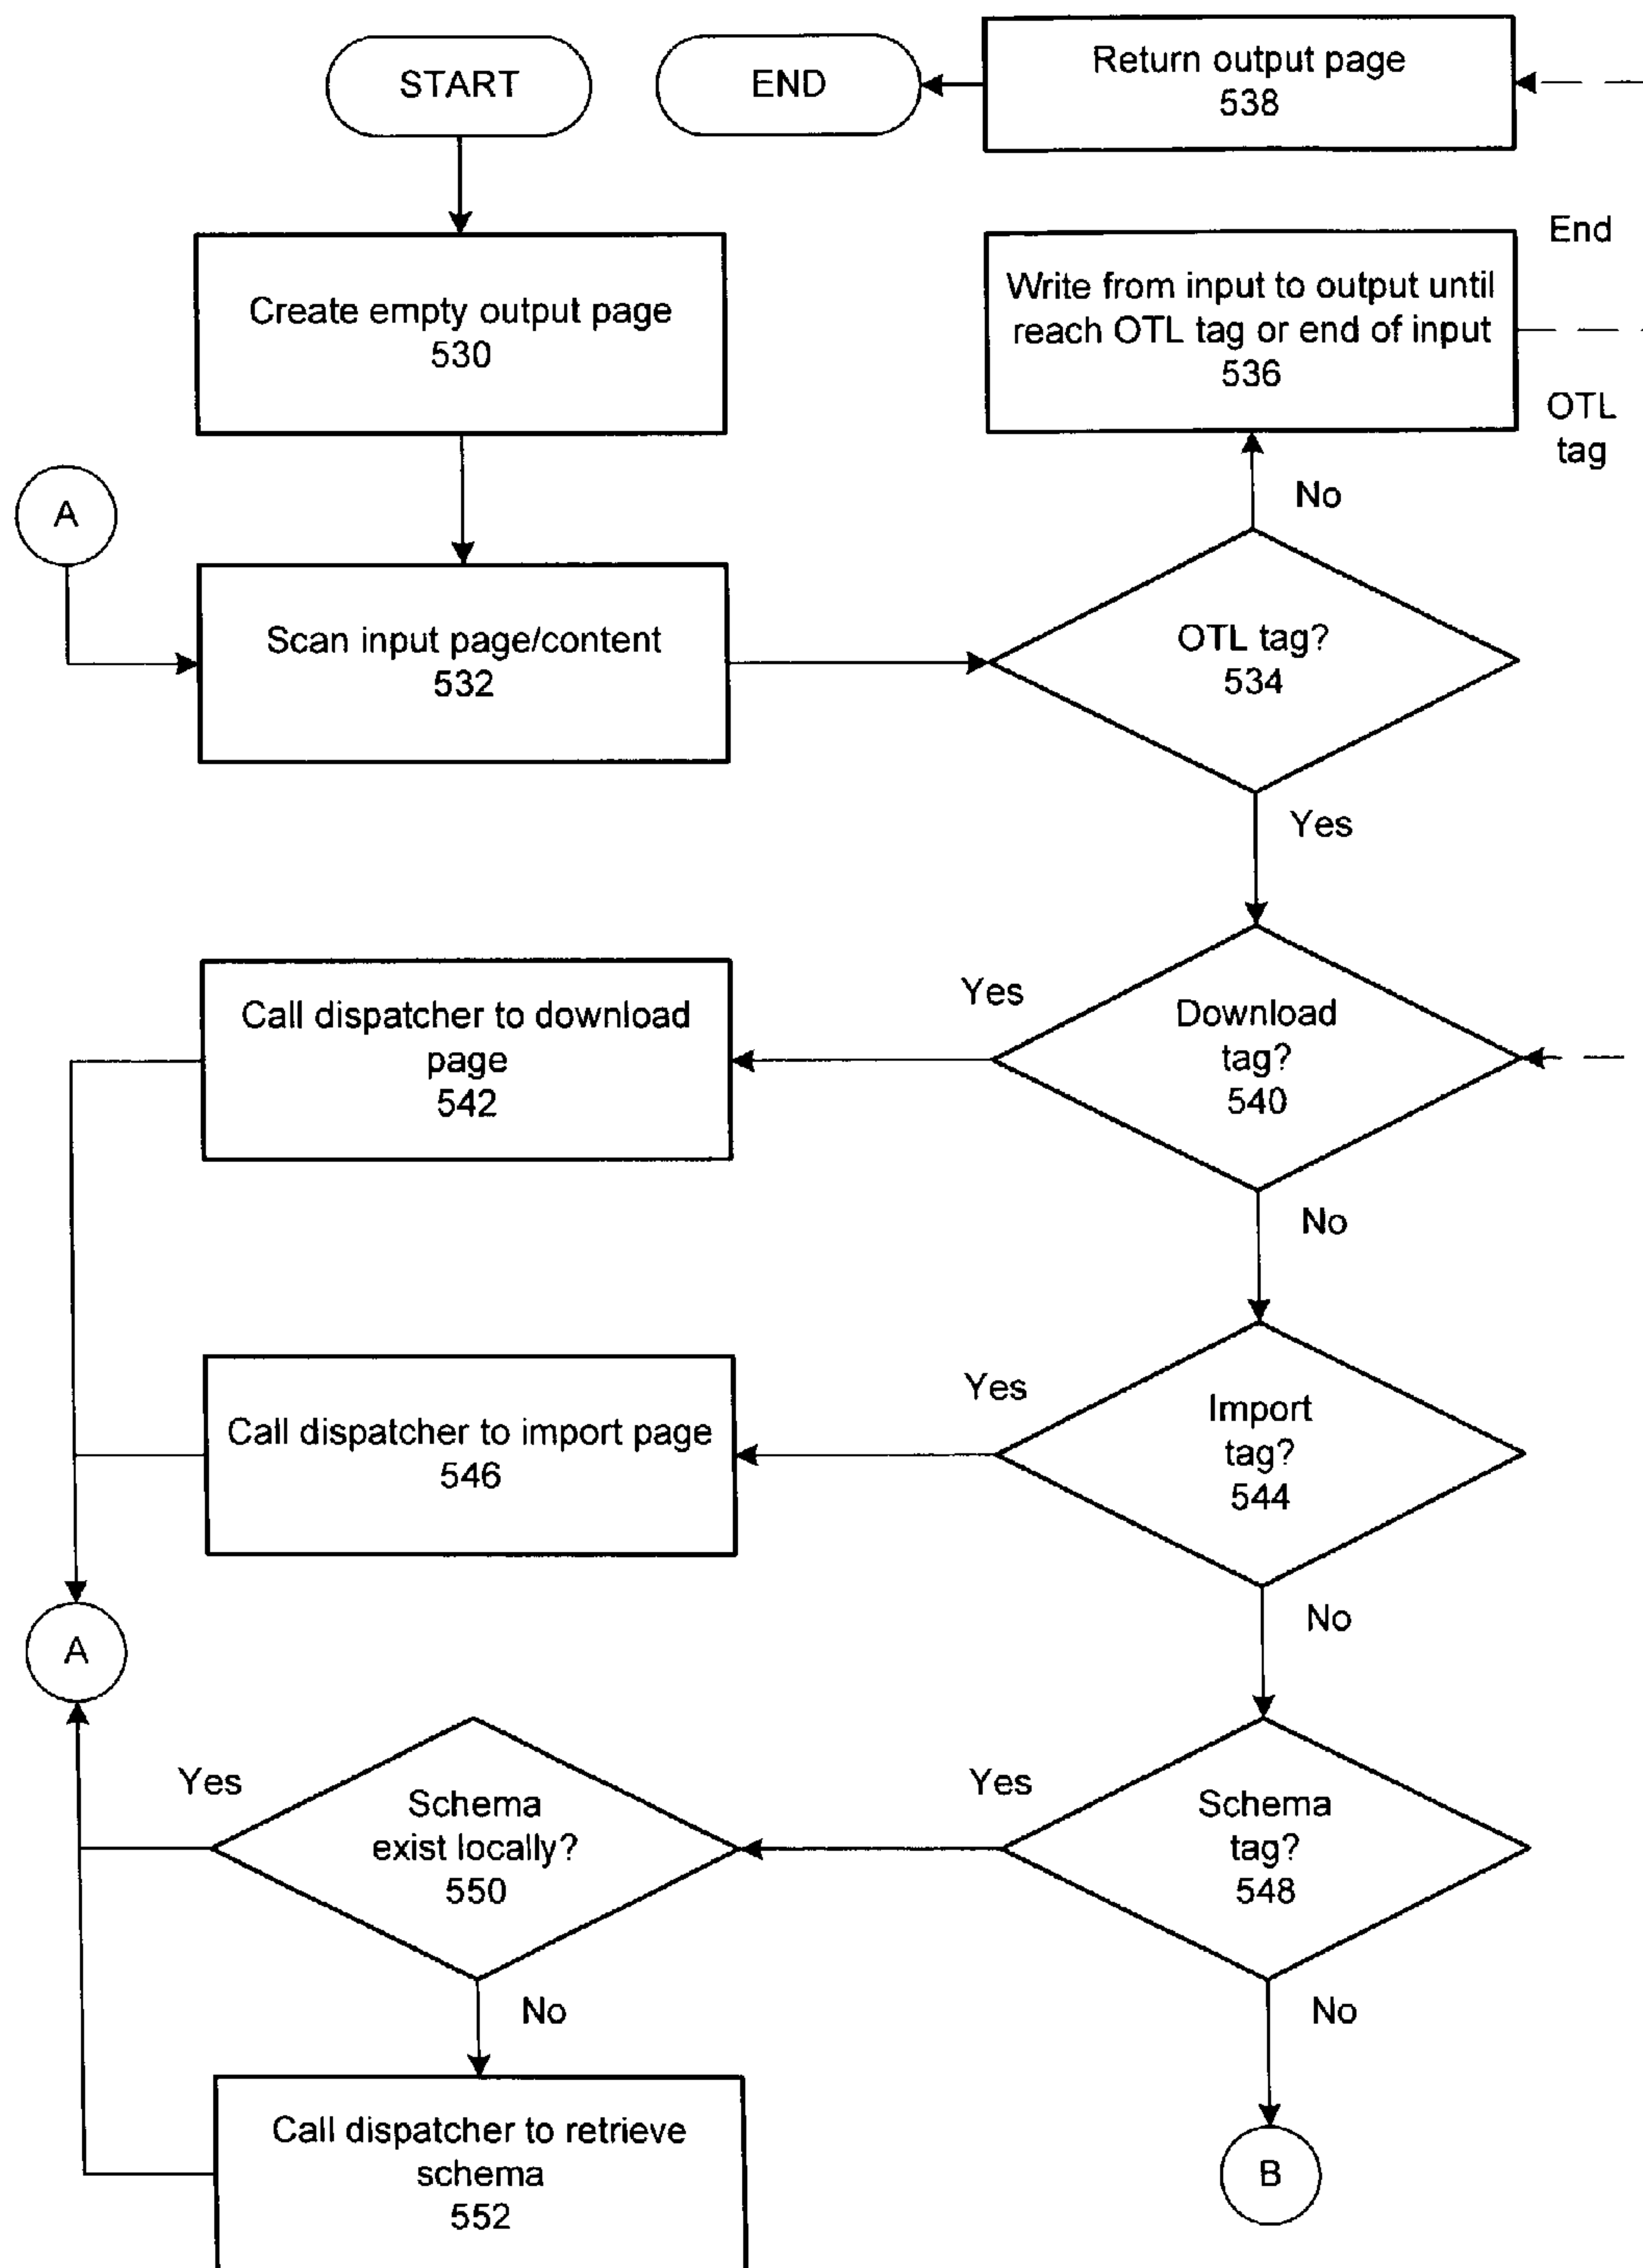 START
END
Return output page
538
End
Create empty output page
530
Write from input to output until
reach OTL tag or end of input
536
OTL
tag
A
No
Scan input page/content
532
OTL tag?
534
Yes
Call dispatcher to download
page
542
Yes
Download
tag?
540
No
Call dispatcher to import page
546
Yes
Import
tag?
544
No
A
Yes
Schema
exist locally?
550
Yes
Schema
tag?
548
No
No
Call dispatcher to retrieve
schema
552
B